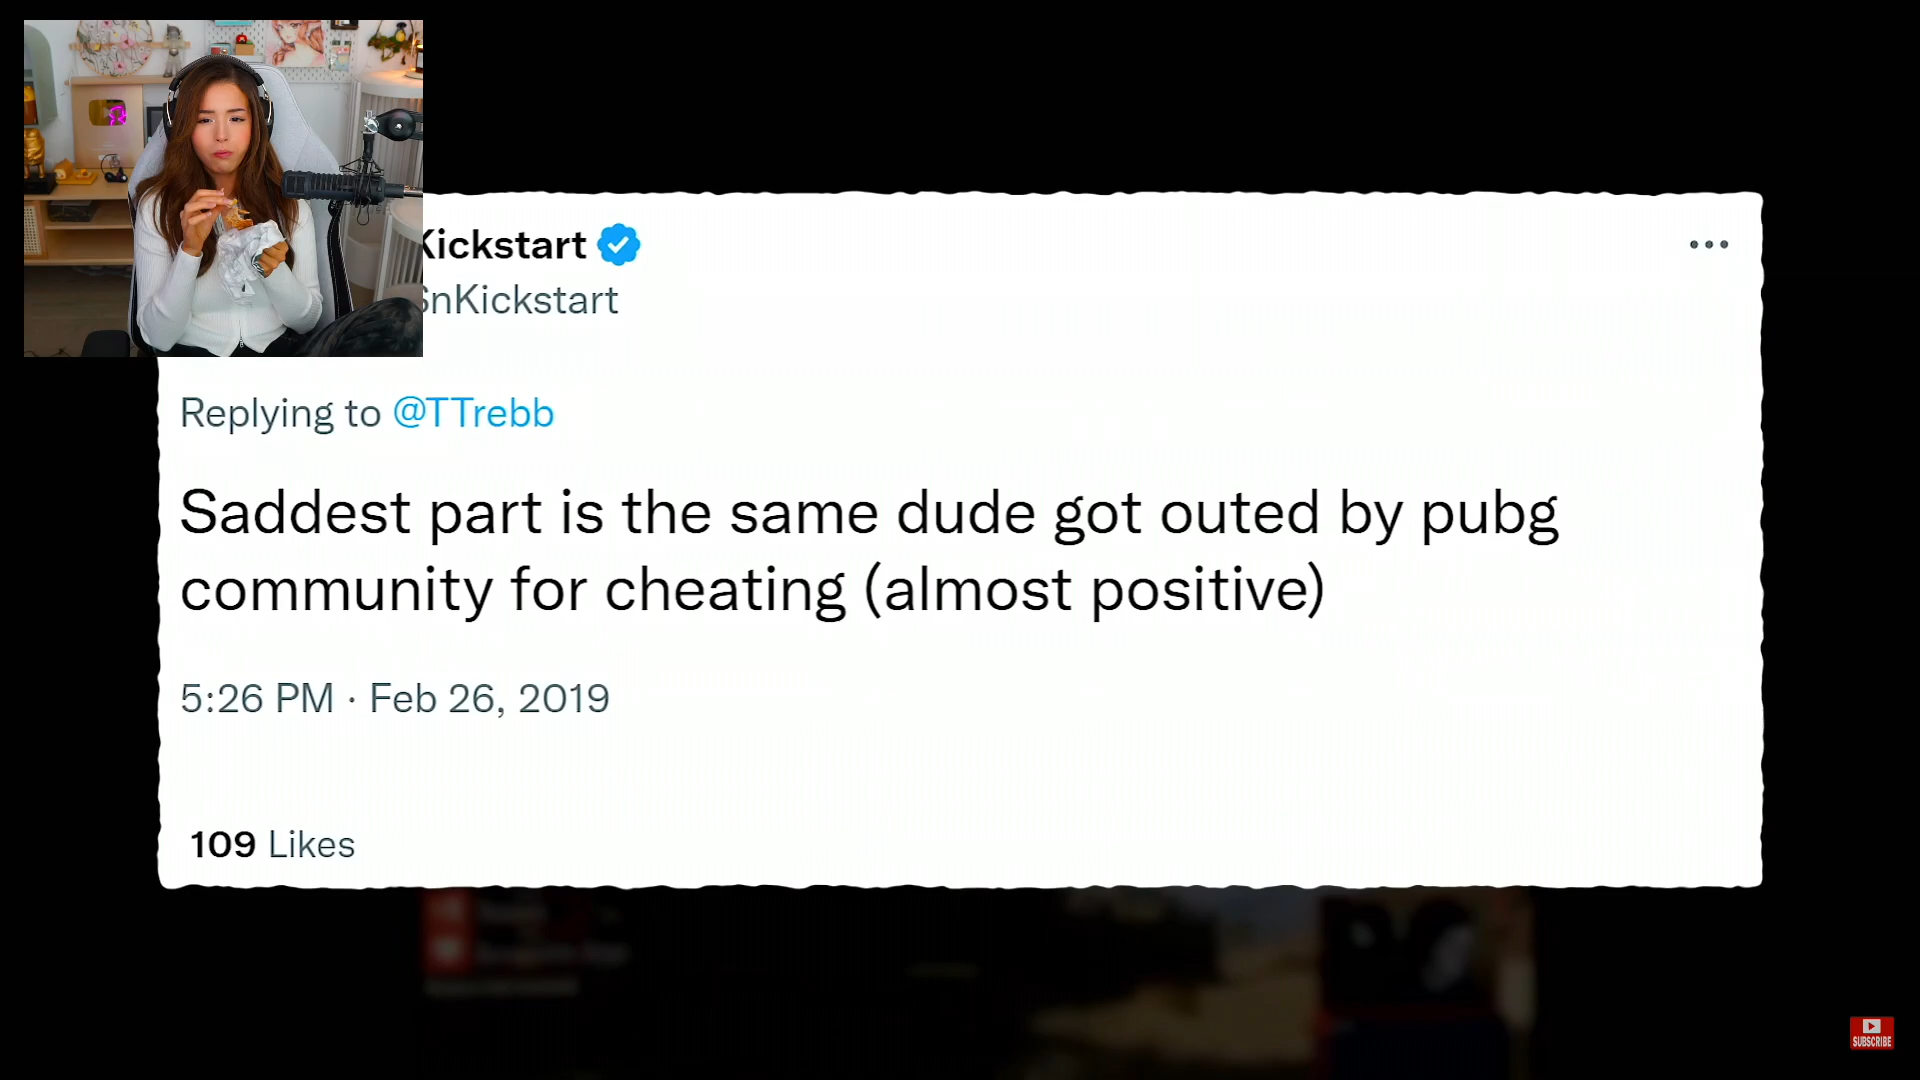 Kickstart
nKickstart
Replying to @TTrebb
Saddest part is the same dude got outed by pubg
community for cheating (almost positive)
5:26 PM · Feb 26, 2019
109 Likes
SUBSCRIBE